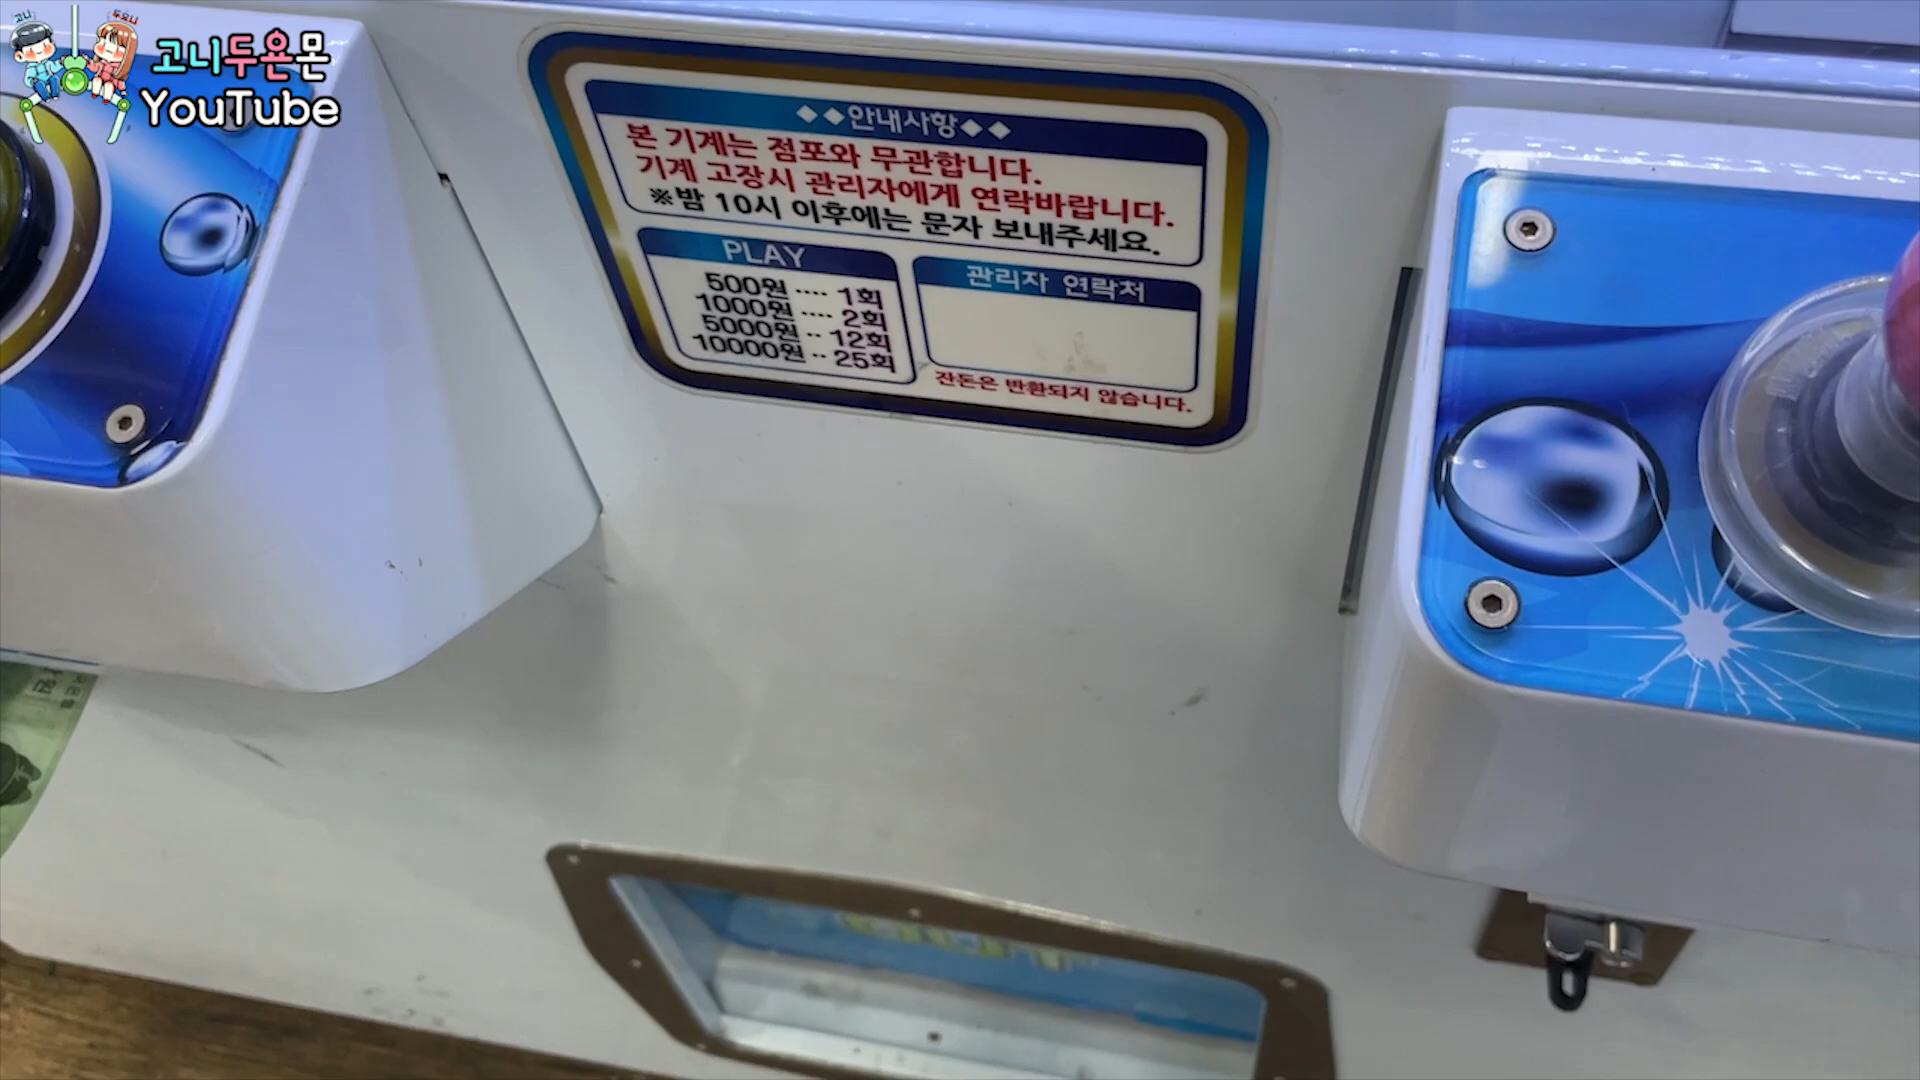 고니
두요니
고니두욘몬
YouTube
◆◆안내사항◆◆
본 기계는 점포와 무관합니다.
기계 고장시 관리자에게 연락바랍니다.
※밤 10시 이후에는 문자 보내주세요.
PLAY
500원 ···· 1회
1000원 ···· 2회
5000원 ·· 12회
10000원 ·· 25회
관리자 연락처
잔돈은 반환되지 않습니다.